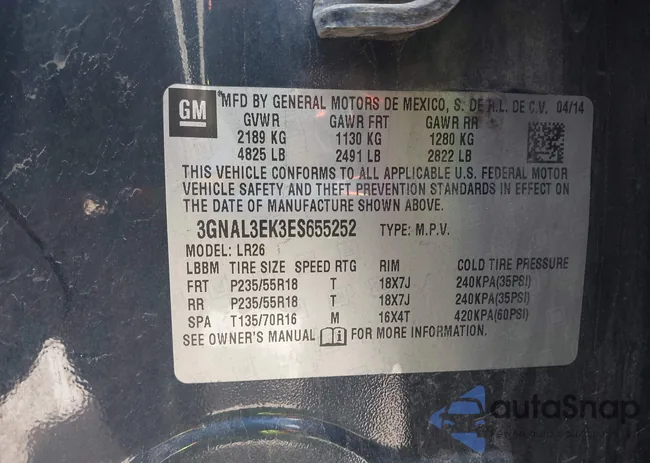 GM
*MFD BY GENERAL MOTORS DE MEXICO, S. DE R.L. DE C.V. 04/14
GVWR GAWR FRT GAWR RR
2189 KG 1130 KG 1280 KG
4825 LB 2491 LB 2822 LB
THIS VEHICLE CONFORMS TO ALL APPLICABLE U.S. FEDERAL MOTOR
VEHICLE SAFETY AND THEFT PREVENTION STANDARDS IN EFFECT ON
THE DATE OF MANUFACTURE SHOWN ABOVE.
3GNAL3EK3ES655252 TYPE: M.P.V.
MODEL: LR26
LBBM TIRE SIZE SPEED RTG RIM COLD TIRE PRESSURE
FRT P235/55R18 T 18X7J 240KPA(35PSI)
RR P235/55R18 T 18X7J 240KPA(35PSI)
SPA T135/70R16 M 16X4T 420KPA(60PSI)
SEE OWNER'S MANUAL FOR MORE INFORMATION.
autoSnap